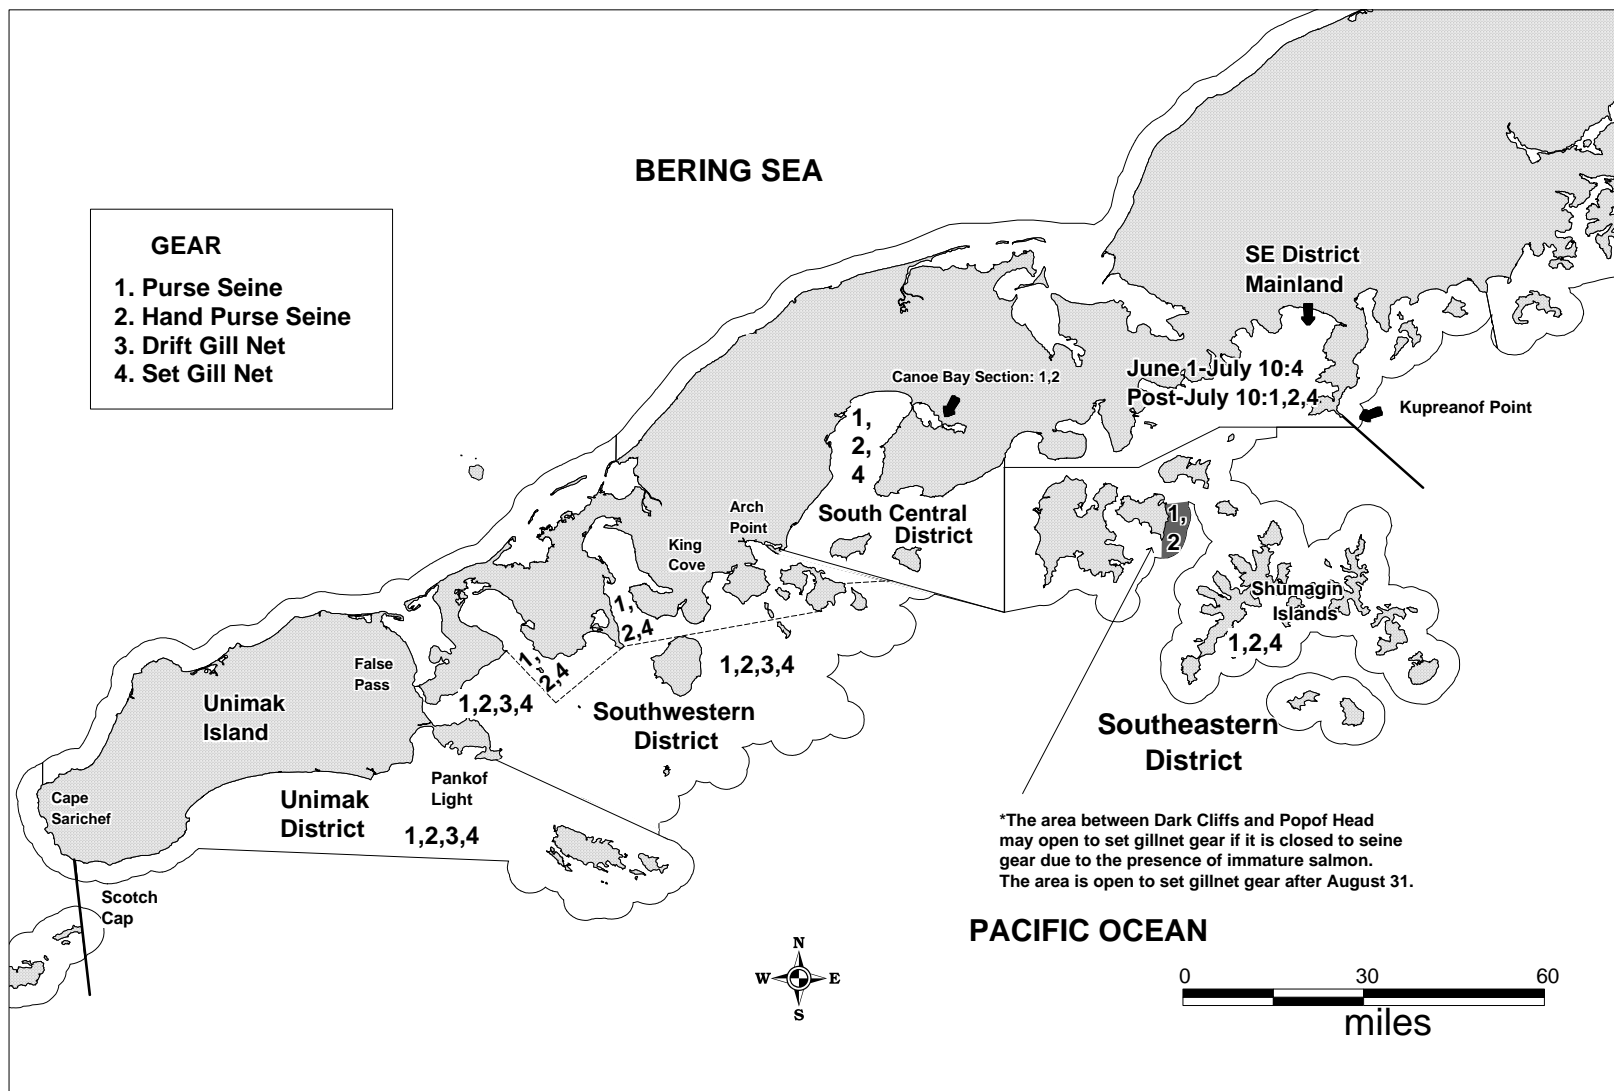 BERING SEA
GEAR
1. Purse Seine
2. Hand Purse Seine
3. Drift Gill Net
4. Set Gill Net
SE District
Mainland
June 1-July 10:4
Post-July 10:1,2,4
Canoe Bay Section: 1,2
Kupreanof Point
1,
2,
4
South Central
District
Arch
Point
King
Cove
1,
2
1,
2,4
Shumagin
Islands
1,2,4
1,
2,4
1,2,3,4
False
Pass
1,2,3,4
Unimak
Island
Southwestern
District
Southeastern
District
Pankof
Light
Unimak
District
1,2,3,4
Cape
Sarichef
*The area between Dark Cliffs and Popof Head
may open to set gillnet gear if it is closed to seine
gear due to the presence of immature salmon.
The area is open to set gillnet gear after August 31.
Scotch
Cap
PACIFIC OCEAN
N
W E
S
0 30 60
miles